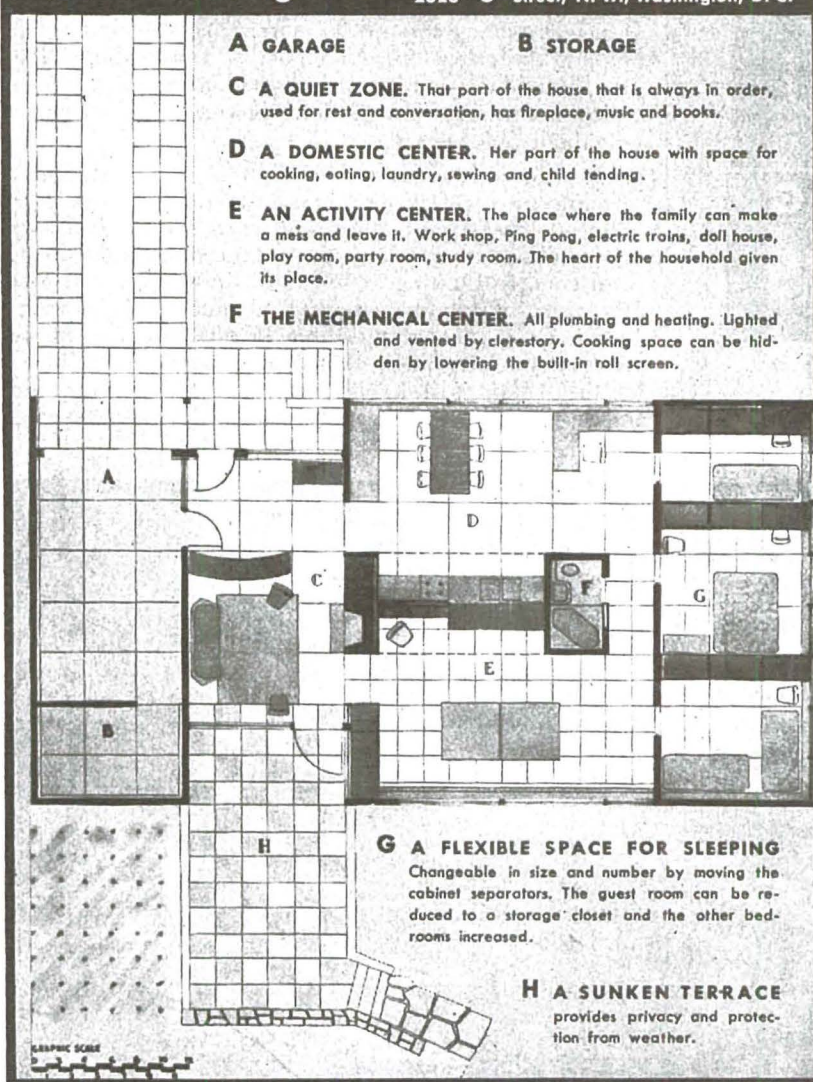 Street, N. W., Washington, D. C.
A GARAGE
B STORAGE
C A QUIET ZONE. That part of the house that is always in order,
used for rest and conversation, has fireplace, music and books.
D A DOMESTIC CENTER. Her part of the house with space for
cooking, eating, laundry, sewing and child tending.
E AN ACTIVITY CENTER. The place where the family can make
a mess and leave it. Work shop, Ping Pong, electric trains, doll house,
play room, party room, study room. The heart of the household given
its place.
F THE MECHANICAL CENTER. All plumbing and heating. Lighted
and vented by clerestory. Cooking space can be hid-
den by lowering the built-in roll screen.
A
D
C
F
G
E
B
H
G A FLEXIBLE SPACE FOR SLEEPING
Changeable in size and number by moving the
cabinet separators. The guest room can be re-
duced to a storage closet and the other bed-
rooms increased.
H A SUNKEN TERRACE
provides privacy and protec-
tion from weather.
GRAPHIC SCALE